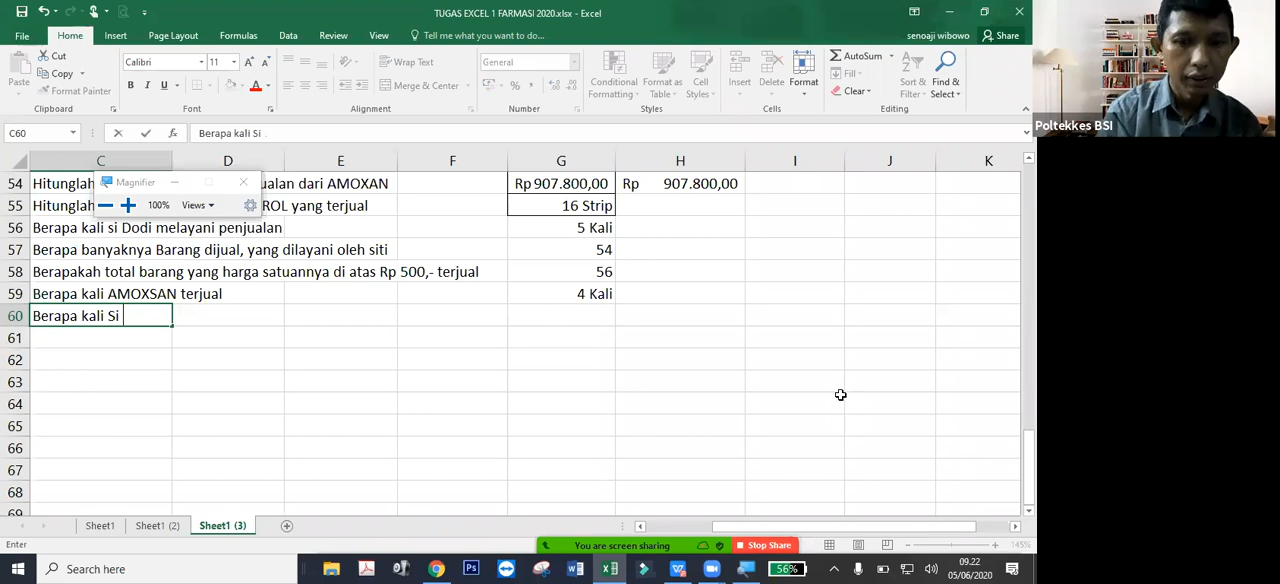 TUGAS EXCEL 1 FARMASI 2020.xlsx - Excel
File Home Insert Page Layout Formulas Data Review View Tell me what you want to do... senoaji wibowo Share
Paste
Cut
Copy
Format Painter
Clipboard
Calibri 11 A A
B I U A
Font
Wrap Text
Merge & Center
Alignment
General
%
Number
Conditional Formatting
Format as Table
Cell Styles
Styles
Insert Delete Format
Cells
AutoSum
Fill
Clear
Sort & Filter
Find & Select
Editing
Poltekkes BSI
C60 fx Berapa kali Si
C D E F G H I J K
54 Hitunglah ualan dari AMOXAN Rp 907.800,00 Rp 907.800,00
Magnifier
100% Views
55 Hitunglah ROL yang terjual 16 Strip
56 Berapa kali si Dodi melayani penjualan 5 Kali
57 Berapa banyaknya Barang dijual, yang dilayani oleh siti 54
58 Berapakah total barang yang harga satuannya di atas Rp 500,- terjual 56
59 Berapa kali AMOXSAN terjual 4 Kali
60 Berapa kali Si
61
62
63
64
65
66
67
68
69
Sheet1 Sheet1 (2) Sheet1 (3)
Enter
You are screen sharing Stop Share
145%
Search here
Ps
56%
09.22
05/06/2020